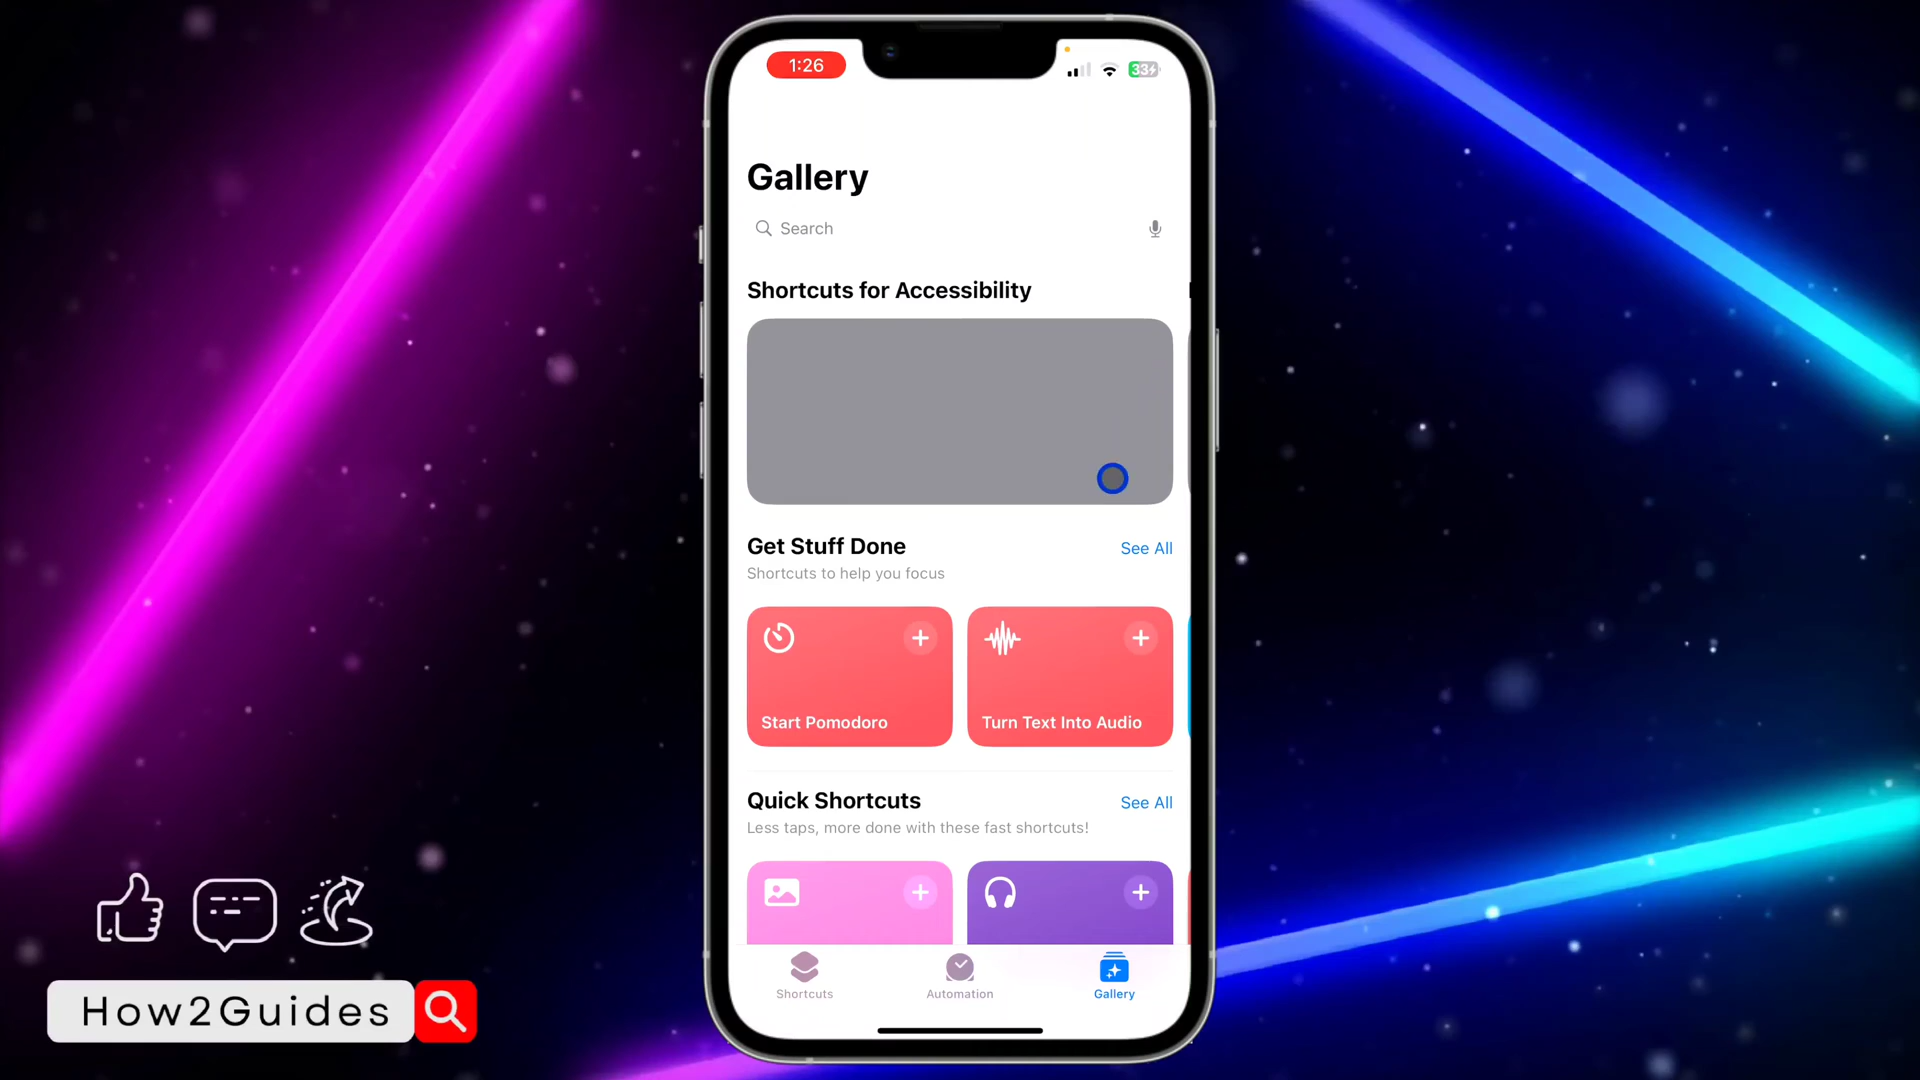 1:26
33
Gallery
Search
Shortcuts for Accessibility
Get Stuff Done
See All
Shortcuts to help you focus
Start Pomodoro
Turn Text Into Audio
Quick Shortcuts
See All
Less taps, more done with these fast shortcuts!
Shortcuts
Automation
Gallery
How2Guides